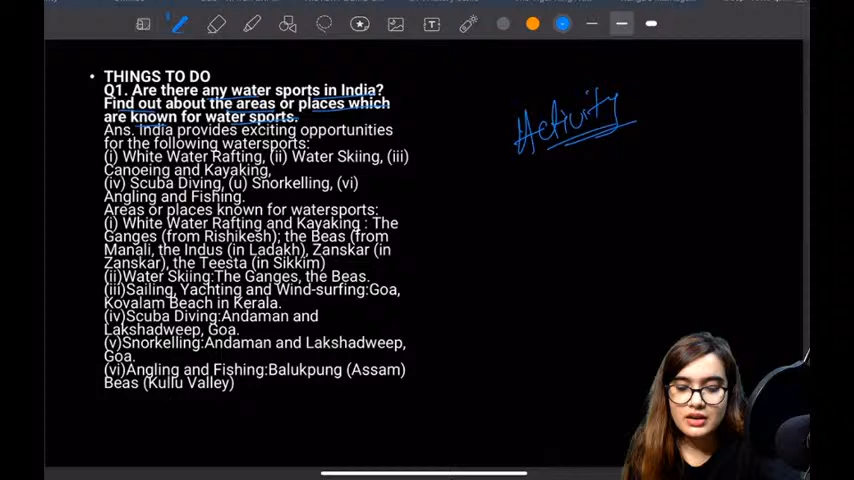 • THINGS TO DO
Q1. Are there any water sports in India?
Find out about the areas or places which
are known for water sports.
Ans. India provides exciting opportunities
for the following watersports:
(i) White Water Rafting, (ii) Water Skiing, (iii)
Canoeing and Kayaking,
(iv) Scuba Diving, (u) Snorkelling, (vi)
Angling and Fishing.
Areas or places known for watersports:
(i) White Water Rafting and Kayaking : The
Ganges (from Rishikesh); the Beas (from
Manali, the Indus (in Ladakh), Zanskar (in
Zanskar), the Teesta (in Sikkim)
(ii)Water Skiing:The Ganges, the Beas.
(iii)Sailing, Yachting and Wind-surfing:Goa,
Kovalam Beach in Kerala.
(iv)Scuba Diving:Andaman and
Lakshadweep, Goa.
(v)Snorkelling:Andaman and Lakshadweep,
Goa.
(vi)Angling and Fishing:Balukpung (Assam)
Beas (Kullu Valley)
Activity